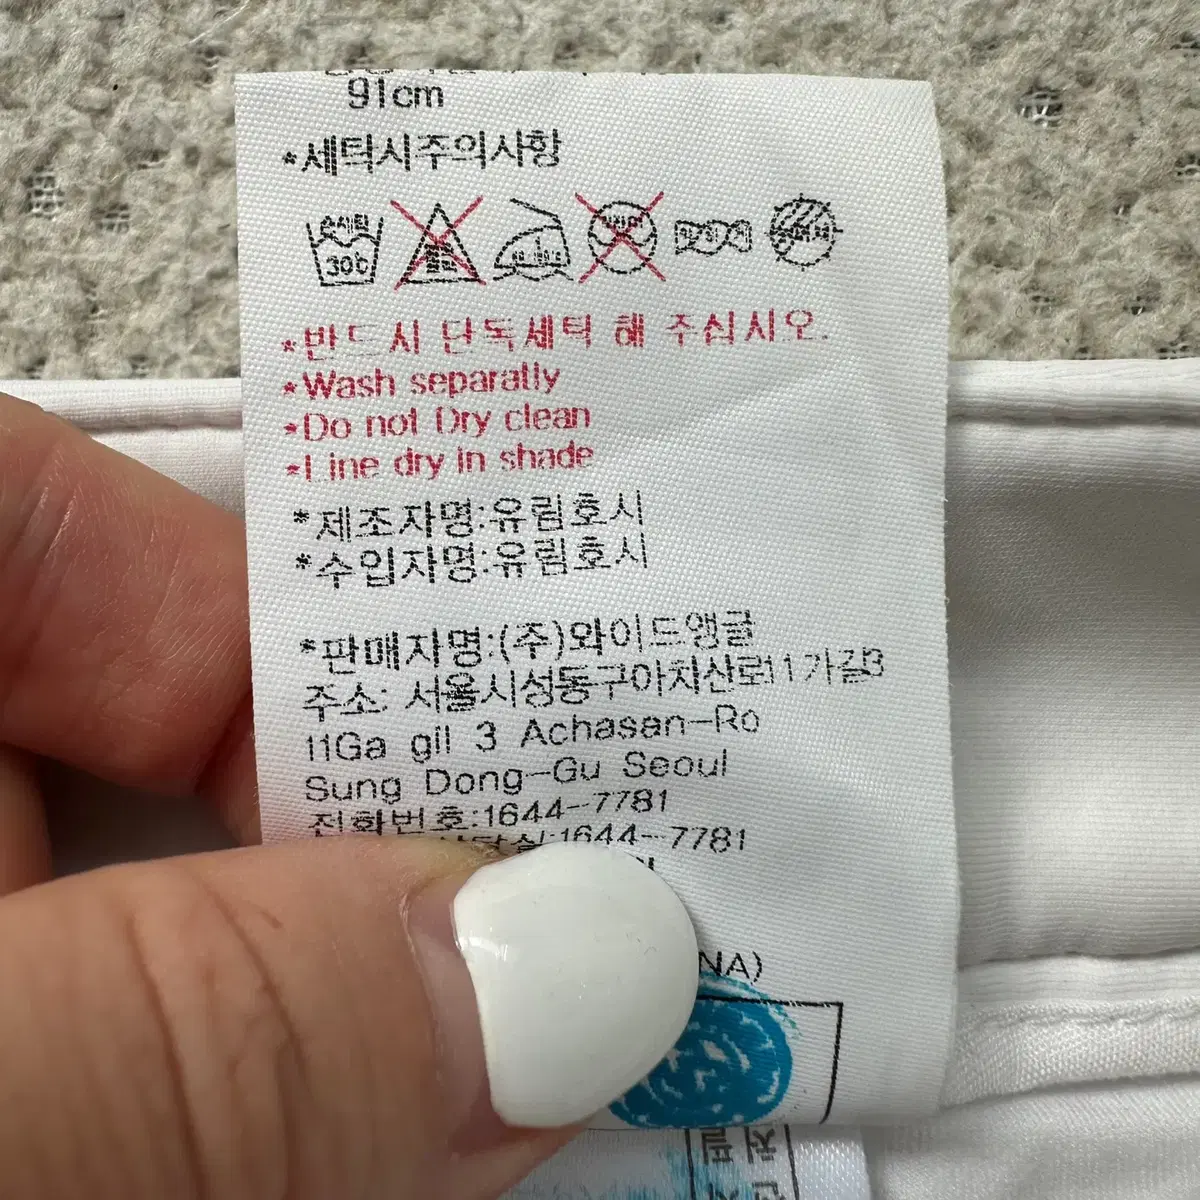 91cm
*세탁시주의사항
손세탁
30℃
*반드시 단독세탁 해 주십시오.
*Wash separatly
*Do not Dry clean
*Line dry in shade
*제조자명:유림호시
*수입자명:유림호시
*판매자명:(주)와이드앵글
주소: 서울시성동구아차산로11가길3
11Ga gil 3 Achasan-Ro
Sung Dong-Gu Seoul
전화번호:1644-7781
1644-7781
NA)